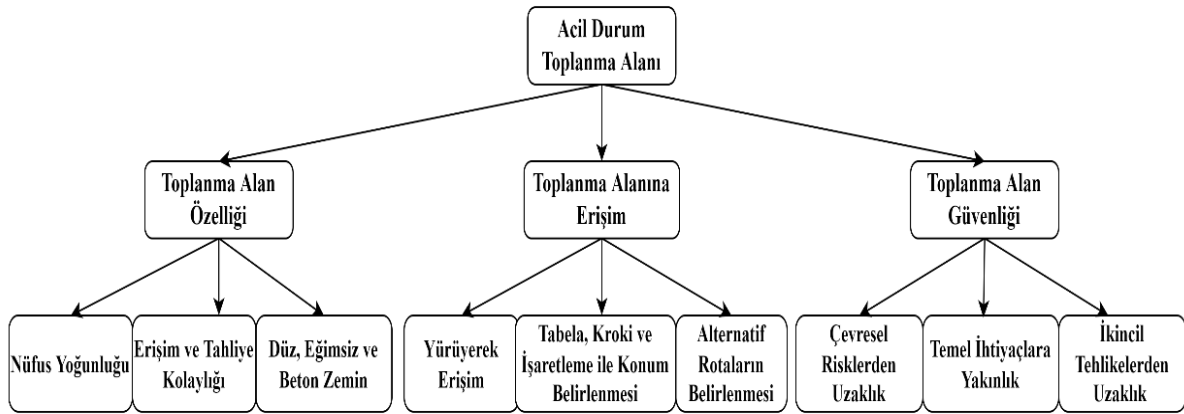 Acil Durum
Toplanma Alanı
Toplanma Alan
Özelliği
Toplanma Alanına
Erişim
Toplanma Alan
Güvenliği
Nüfus Yoğunluğu
Erişim ve Tahliye
Kolaylığı
Düz, Eğimsiz ve
Beton Zemin
Yürüyerek
Erişim
Tabela, Kroki ve
İşaretleme ile Konum
Belirlenmesi
Alternatif
Rotaların
Belirlenmesi
Çevresel
Risklerden
Uzaklık
Temel İhtiyaçlara
Yakınlık
İkincil
Tehlikelerden
Uzaklık